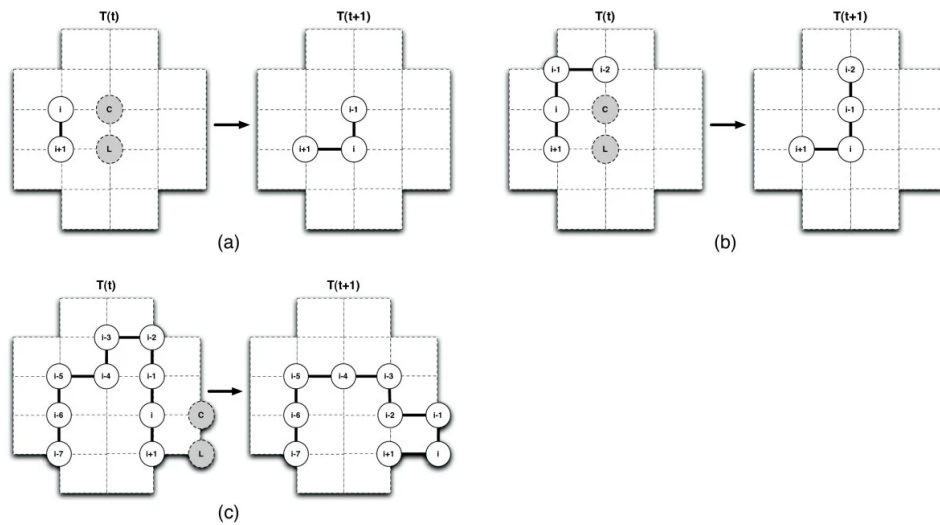 T(t) T(t+1) T(t) T(t+1)
i-1 i-2 i-2
i C i-1 i C i-1
i+1 L i+1 i i+1 L i+1 i
(a) (b)
T(t) T(t+1)
i-3 i-2
i-5 i-4 i-1 i-5 i-4 i-3
i-6 i C i-6 i-2 i-1
i-7 i+1 L i-7 i+1 i
(c)